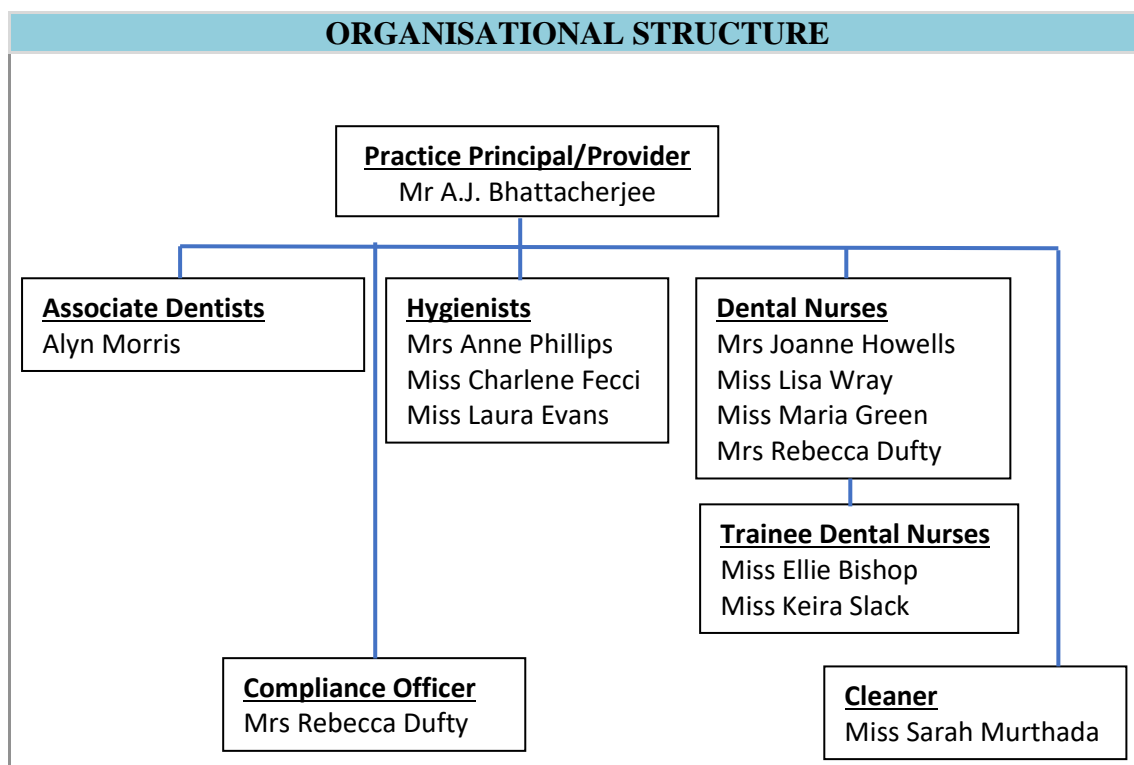 ORGANISATIONAL STRUCTURE
Practice Principal/Provider
Mr A.J. Bhattacherjee
Associate Dentists
Alyn Morris
Hygienists
Mrs Anne Phillips
Miss Charlene Fecci
Miss Laura Evans
Dental Nurses
Mrs Joanne Howells
Miss Lisa Wray
Miss Maria Green
Mrs Rebecca Dufty
Trainee Dental Nurses
Miss Ellie Bishop
Miss Keira Slack
Compliance Officer
Mrs Rebecca Dufty
Cleaner
Miss Sarah Murthada